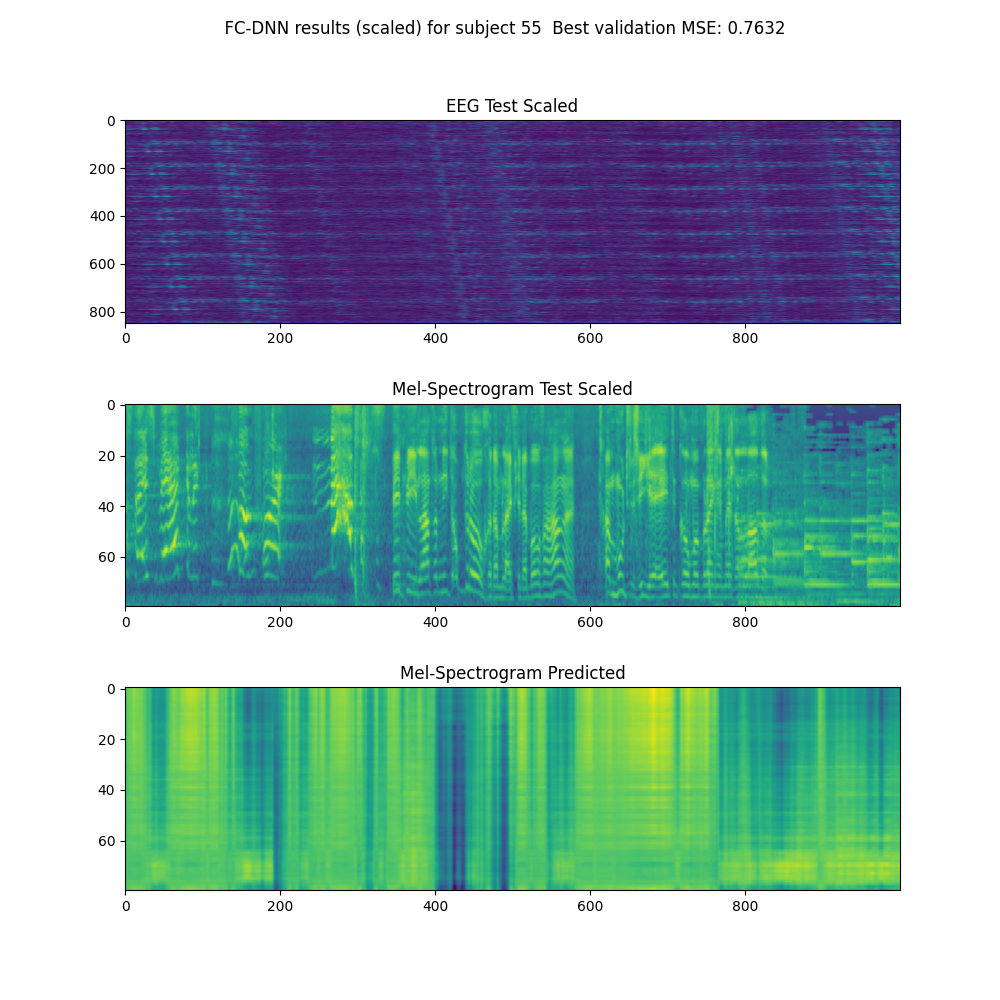 FC-DNN results (scaled) for subject 55 Best validation MSE: 0.7632
EEG Test Scaled
0
200
400
600
800
0 200 400 600 800
Mel-Spectrogram Test Scaled
0
20
40
60
0 200 400 600 800
Mel-Spectrogram Predicted
0
20
40
60
0 200 400 600 800